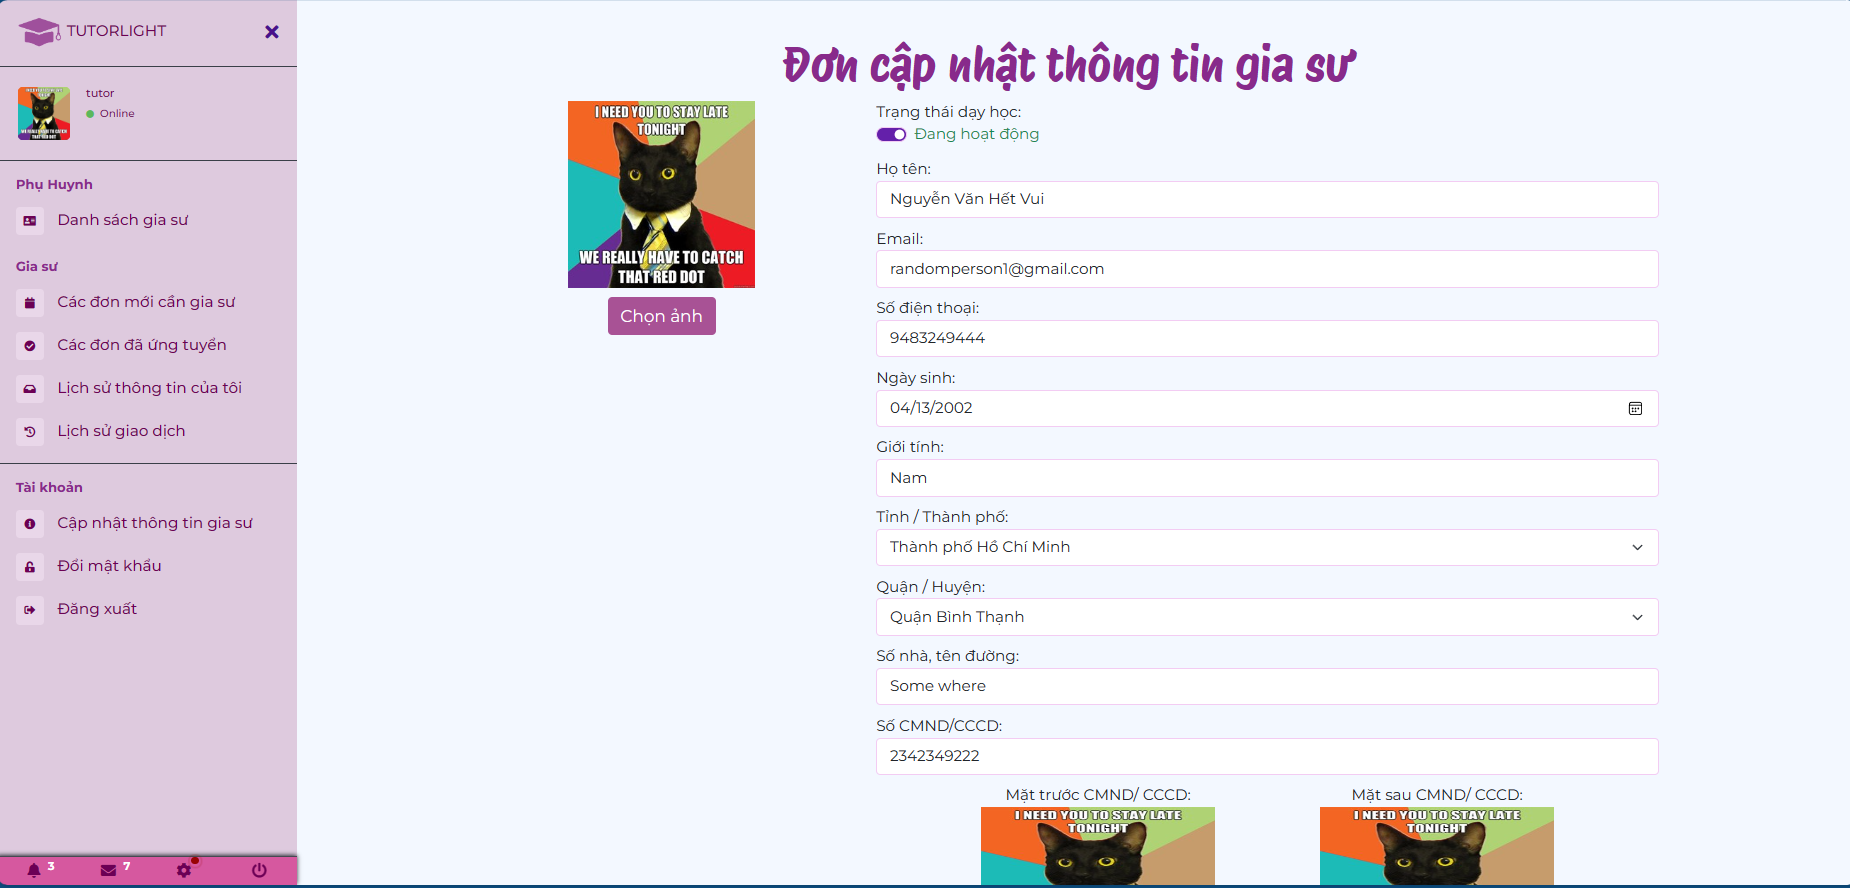 TUTORLIGHT
tutor
Online
Phụ Huynh
Danh sách gia sư
Gia sư
Các đơn mới cần gia sư
Các đơn đã ứng tuyển
Lịch sử thông tin của tôi
Lịch sử giao dịch
Tài khoản
Cập nhật thông tin gia sư
Đổi mật khẩu
Đăng xuất
3
7
Đơn cập nhật thông tin gia sư
I NEED YOU TO STAY LATE
TONIGHT
WE REALLY HAVE TO CATCH
THAT RED DOT
Chọn ảnh
Trạng thái dạy học:
Đang hoạt động
Họ tên:
Nguyễn Văn Hết Vui
Email:
randomperson1@gmail.com
Số điện thoại:
9483249444
Ngày sinh:
04/13/2002
Giới tính:
Nam
Tỉnh / Thành phố:
Thành phố Hồ Chí Minh
Quận / Huyện:
Quận Bình Thạnh
Số nhà, tên đường:
Some where
Số CMND/CCCD:
2342349222
Mặt trước CMND/ CCCD:
I NEED YOU TO STAY LATE
TONIGHT
Mặt sau CMND/ CCCD:
I NEED YOU TO STAY LATE
TONIGHT